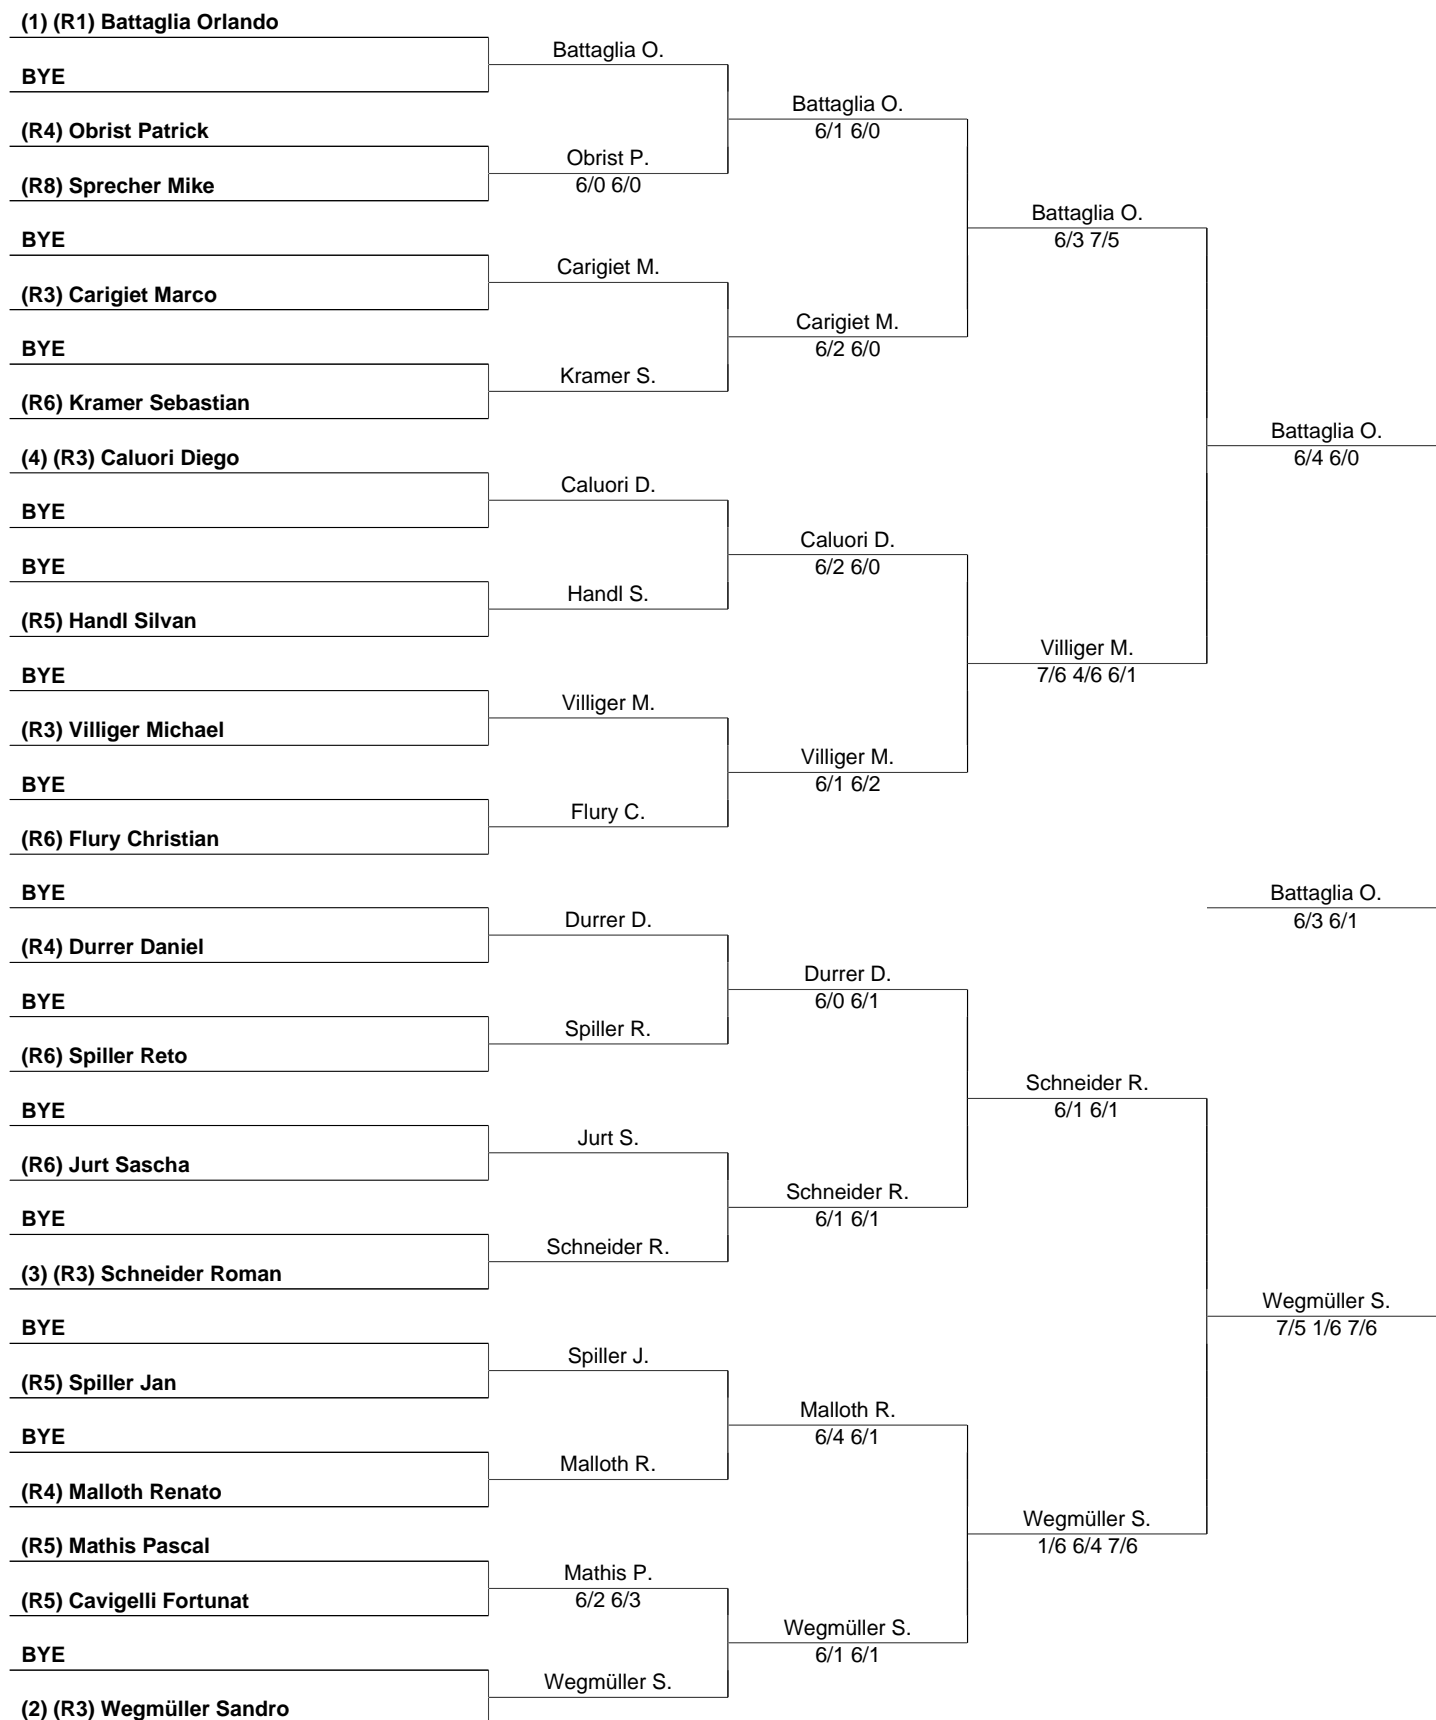 (1) (R1) Battaglia Orlando
BYE
(R4) Obrist Patrick
(R8) Sprecher Mike
BYE
(R3) Carigiet Marco
BYE
(R6) Kramer Sebastian
(4) (R3) Caluori Diego
BYE
BYE
(R5) Handl Silvan
BYE
(R3) Villiger Michael
BYE
(R6) Flury Christian
BYE
(R4) Durrer Daniel
BYE
(R6) Spiller Reto
BYE
(R6) Jurt Sascha
BYE
(3) (R3) Schneider Roman
BYE
(R5) Spiller Jan
BYE
(R4) Malloth Renato
(R5) Mathis Pascal
(R5) Cavigelli Fortunat
BYE
(2) (R3) Wegmüller Sandro
Battaglia O.
Obrist P.
6/0 6/0
Carigiet M.
Kramer S.
Caluori D.
Handl S.
Villiger M.
Flury C.
Durrer D.
Spiller R.
Jurt S.
Schneider R.
Spiller J.
Malloth R.
Mathis P.
6/2 6/3
Wegmüller S.
Battaglia O.
6/1 6/0
Carigiet M.
6/2 6/0
Caluori D.
6/2 6/0
Villiger M.
6/1 6/2
Durrer D.
6/0 6/1
Schneider R.
6/1 6/1
Malloth R.
6/4 6/1
Wegmüller S.
6/1 6/1
Battaglia O.
6/3 7/5
Villiger M.
7/6 4/6 6/1
Schneider R.
6/1 6/1
Wegmüller S.
1/6 6/4 7/6
Battaglia O.
6/4 6/0
Battaglia O.
6/3 6/1
Wegmüller S.
7/5 1/6 7/6